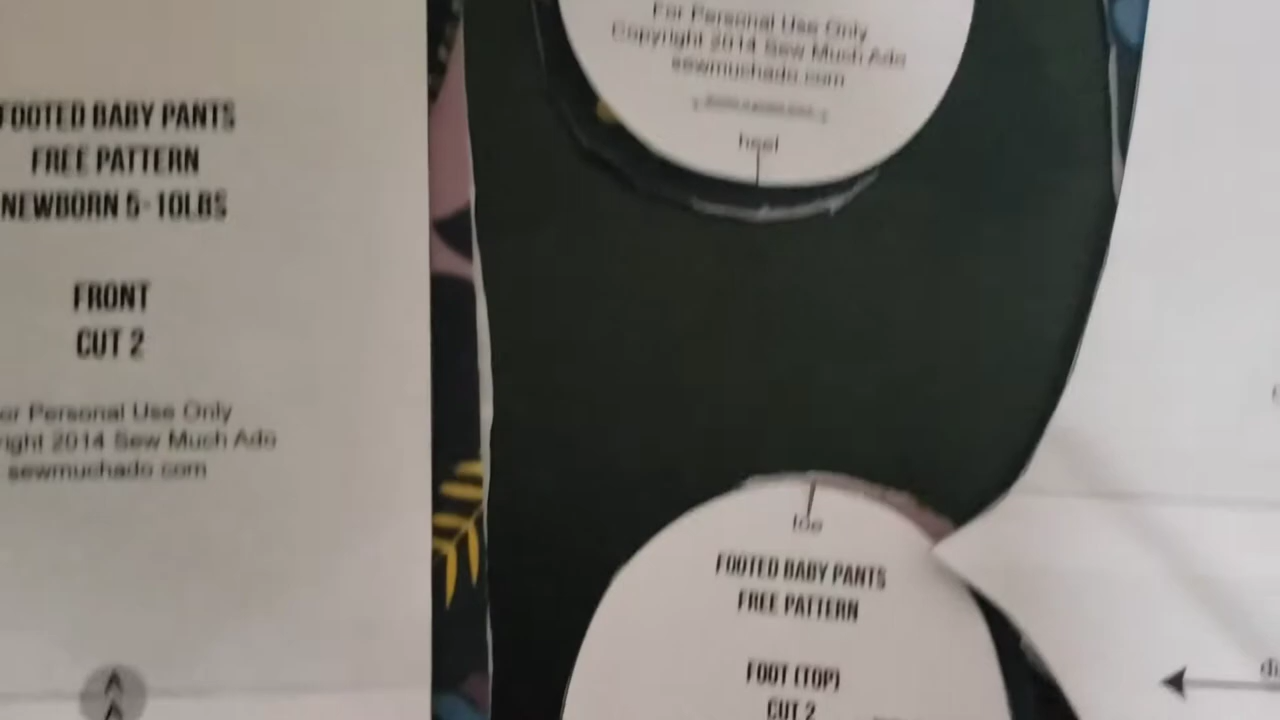 For Personal Use Only
Copyright 2014 Sew Much Ado
sewmuchado.com
heel
FOOTED BABY PANTS
FREE PATTERN
NEWBORN 5-10LBS
FRONT
CUT 2
or Personal Use Only
ight 2014 Sew Much Ado
sewmuchado.com
toe
FOOTED BABY PANTS
FREE PATTERN
FOOT (TOP)
CUT 2